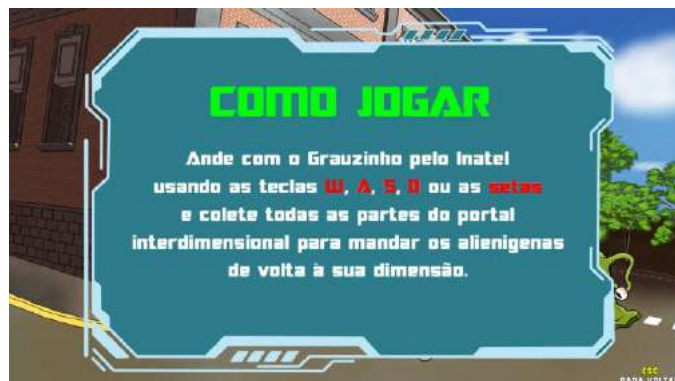 COMO JOGAR
Ande com o Grauzinho pelo Inatel
usando as teclas W, A, S, D ou as setas
e colete todas as partes do portal
interdimensional para mandar os alienigenas
de volta à sua dimensão.
ESC
PARA VOLTAR